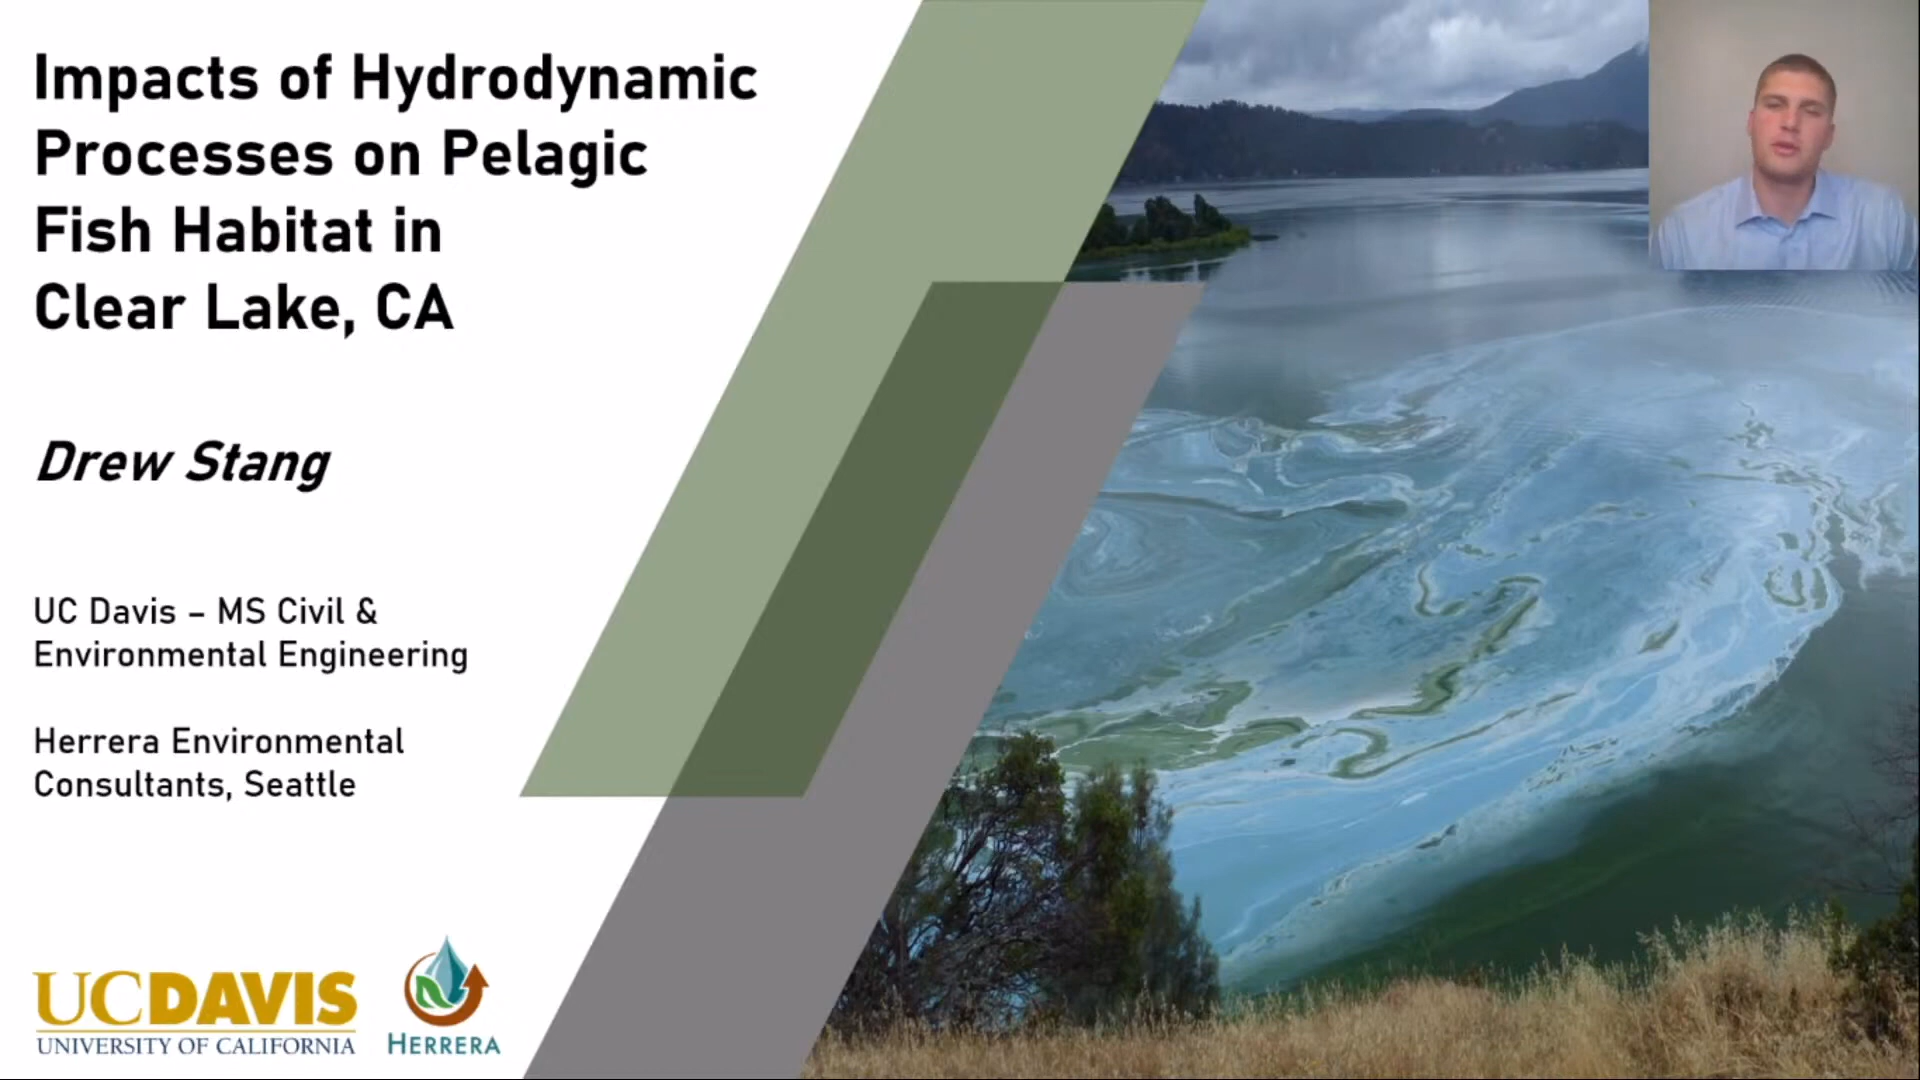 Impacts of Hydrodynamic
Processes on Pelagic
Fish Habitat in
Clear Lake, CA
Drew Stang
UC Davis – MS Civil &
Environmental Engineering
Herrera Environmental
Consultants, Seattle
UCDAVIS
UNIVERSITY OF CALIFORNIA
HERRERA